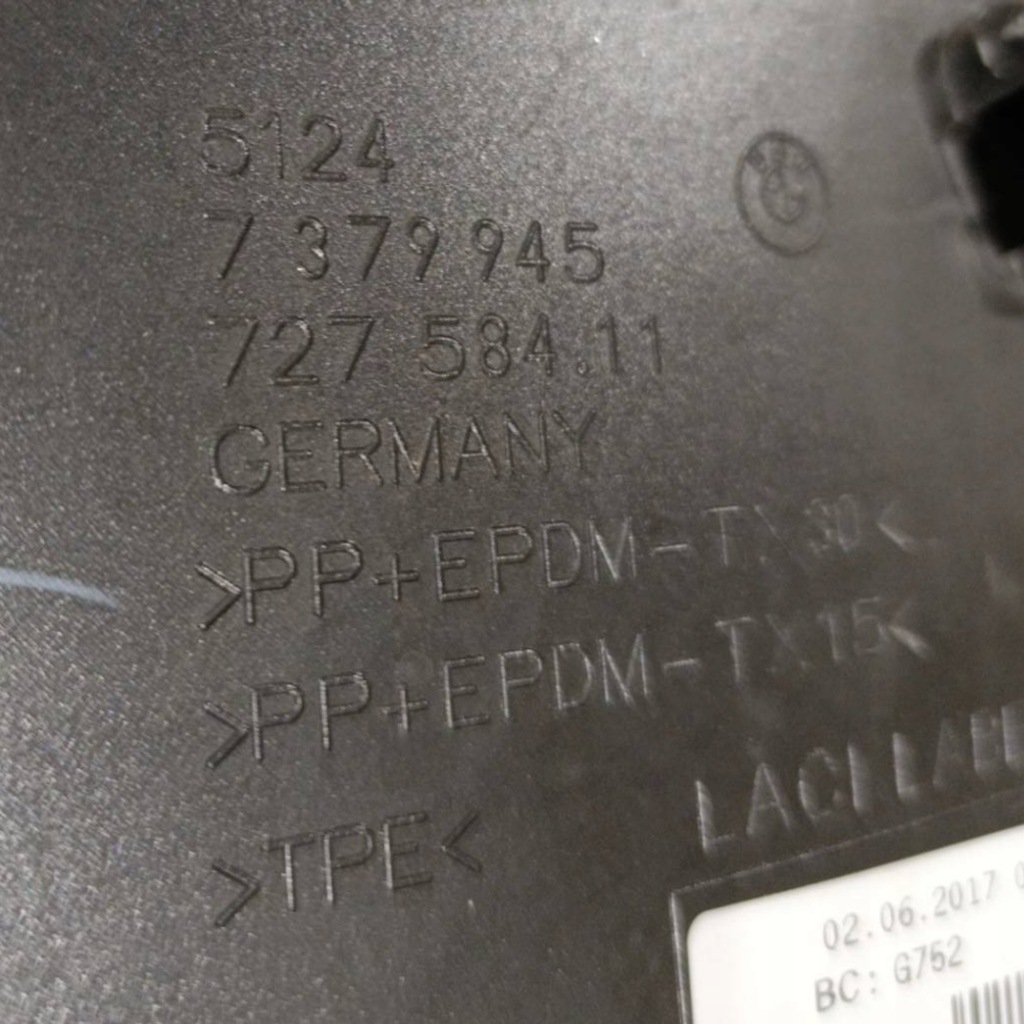 5124
7 379 945
727 584.11
GERMANY
>PP+EPDM-TX30<
>PP+EPDM-TX15<
>TPE<
LACI
02.06.2017
BC: G752